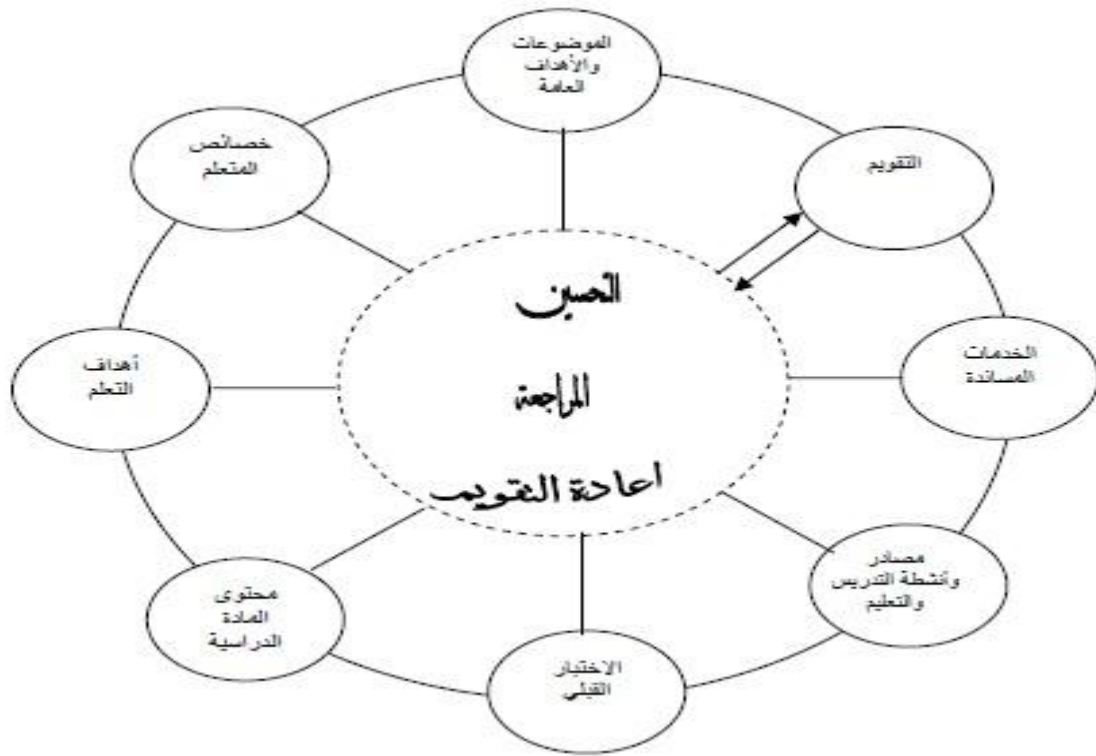 الموضوعات
والأهداف
العامة
التقويم
خصائص
المتعلم
التحسين
المراجعة
اعادة التقويم
الخدمات
المساندة
أهداف
التعلم
مصادر
وأنشطة التدريس
والتعليم
محتوى
المادة
الدراسية
الاختبار
القبلي